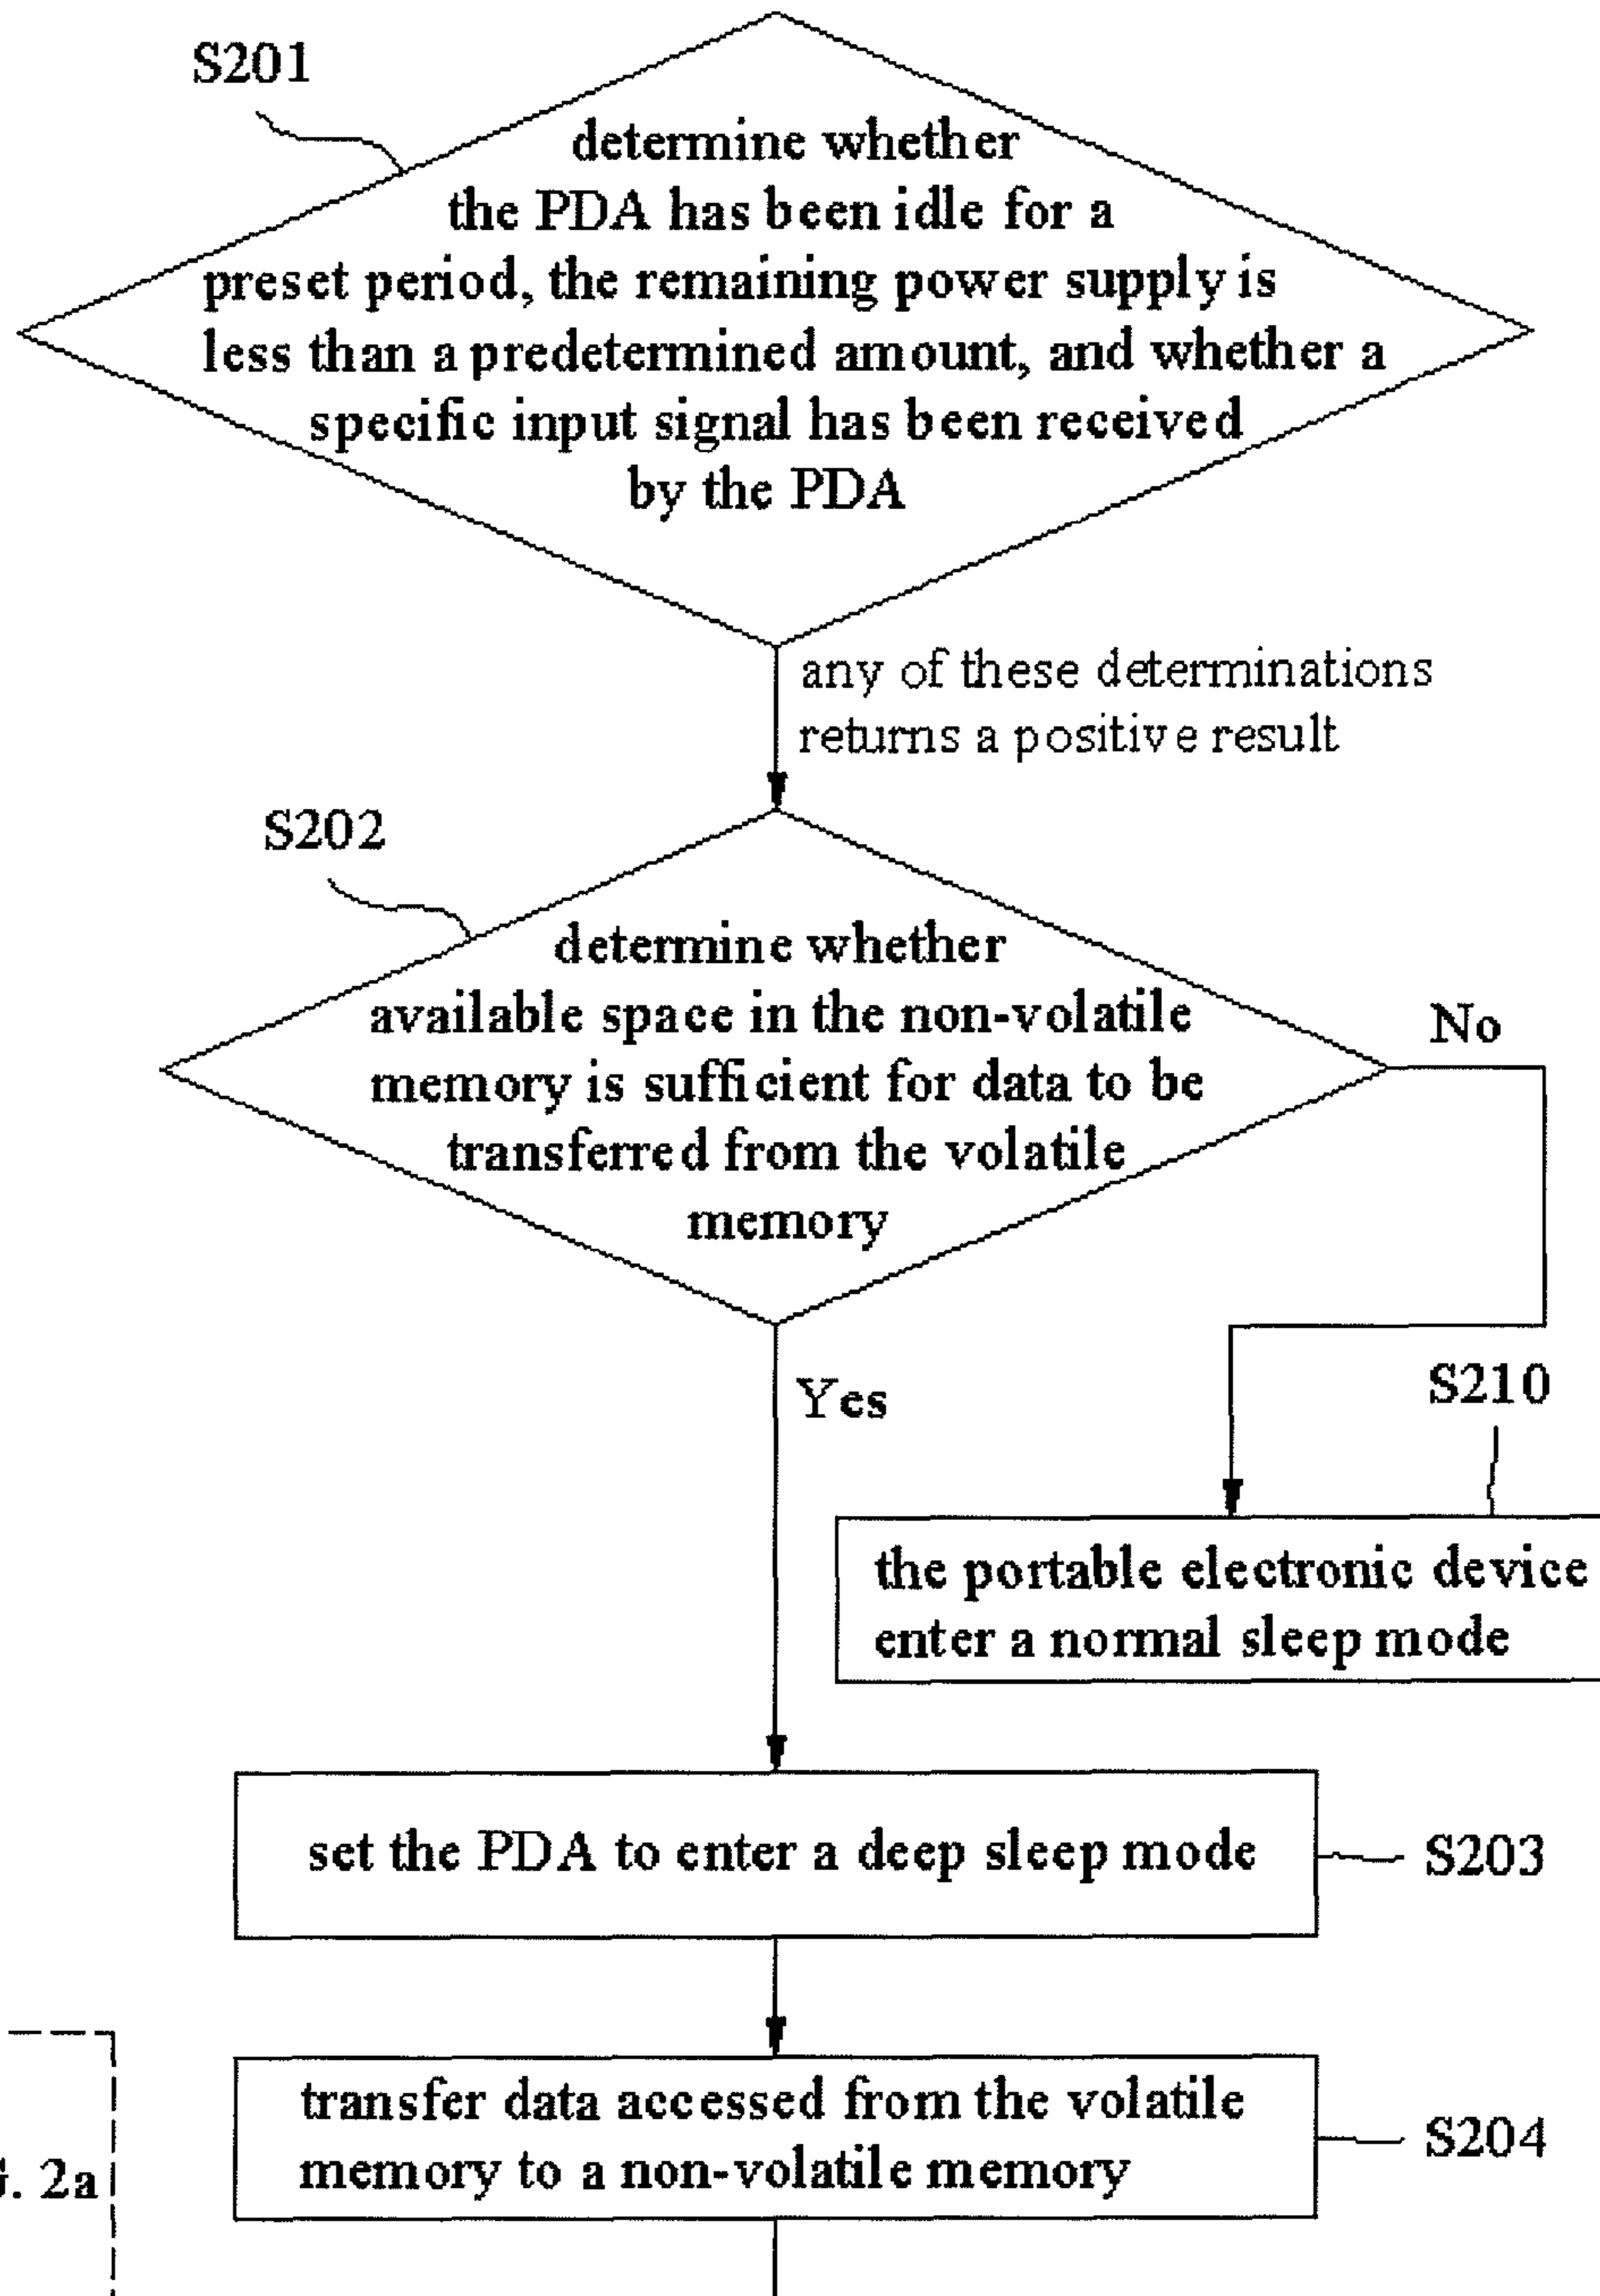 S201
determine whether
the PDA has been idle for a
preset period, the remaining power supply is
less than a predetermined amount, and whether a
specific input signal has been received
by the PDA
any of these determinations
returns a positive result
S202
determine whether
available space in the non-volatile
memory is sufficient for data to be
transferred from the volatile
memory
No
Yes
S210
the portable electronic device
enter a normal sleep mode
set the PDA to enter a deep sleep mode
S203
transfer data accessed from the volatile
memory to a non-volatile memory
S204
2a